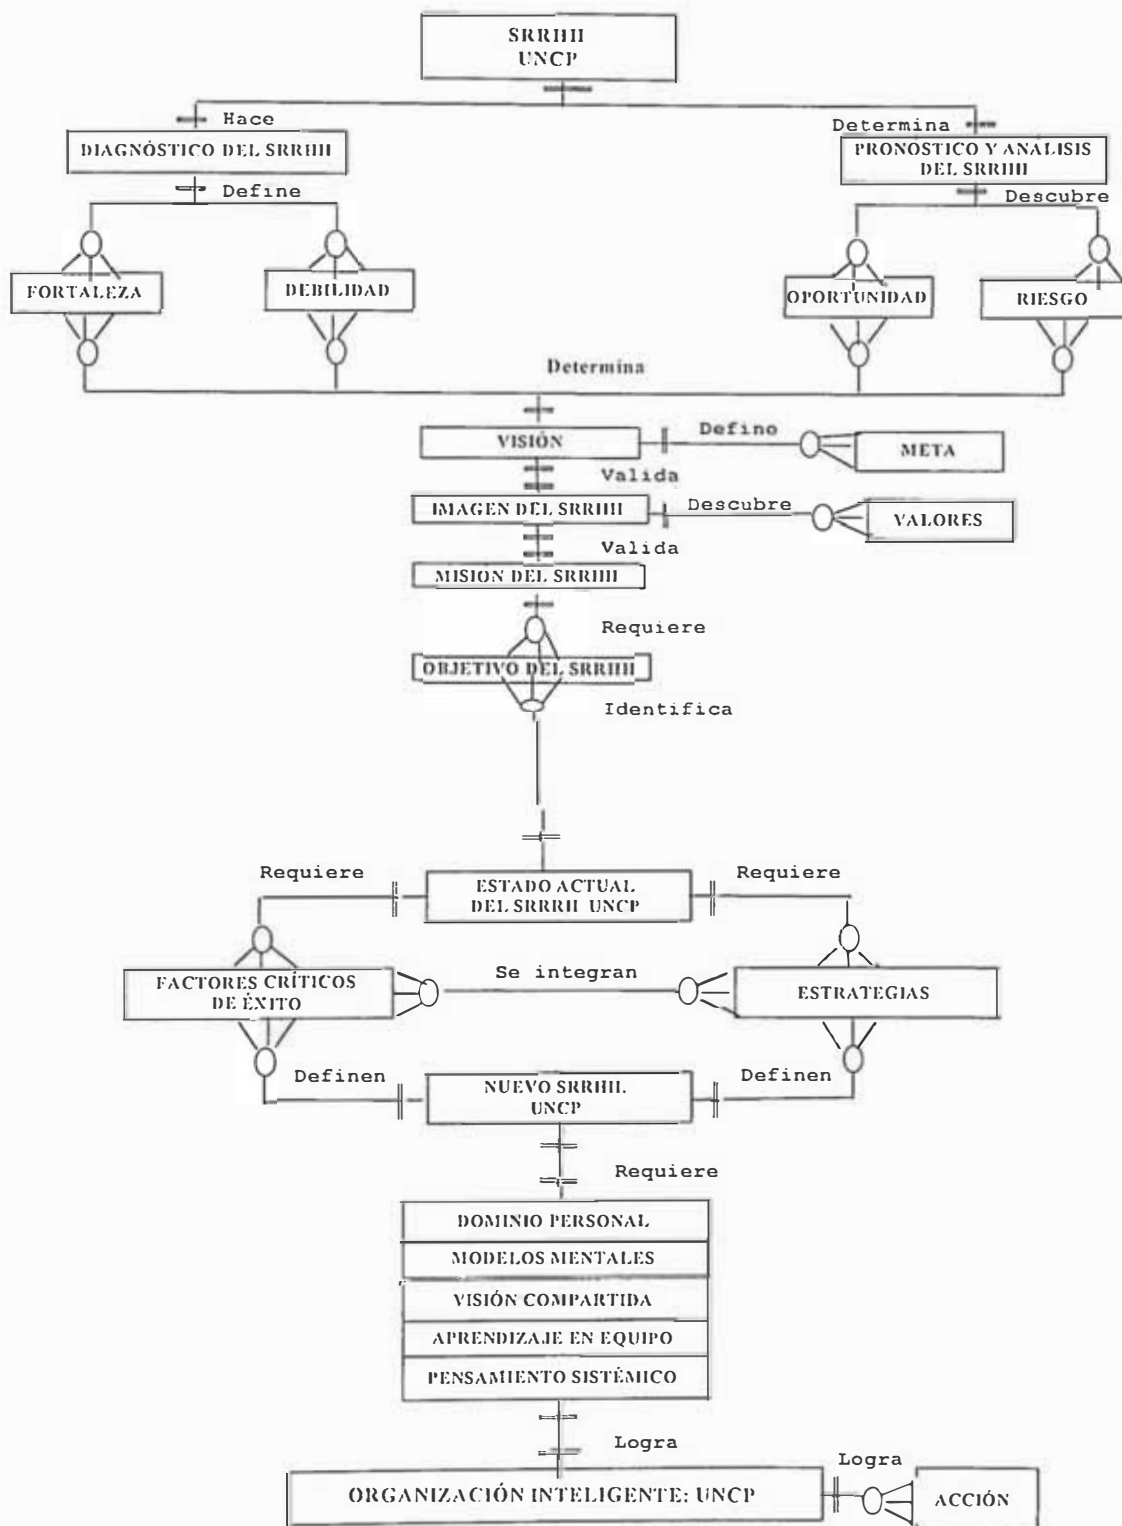 SRRHH
UNCP
Hace
Determina
DIAGNÓSTICO DEL SRRHH
PRONÓSTICO Y ANÁLISIS
DEL SRRHH
Define
Descubre
FORTALEZA
DEBILIDAD
OPORTUNIDAD
RIESGO
Determina
VISIÓN
Define
META
Valida
IMAGEN DEL SRRHH
Descubre
VALORES
Valida
MISION DEL SRRHH
Requiere
OBJETIVO DEL SRRHH
Identifica
Requiere
ESTADO ACTUAL
DEL SRRRH UNCP
Requiere
FACTORES CRÍTICOS
DE ÉXITO
Se integran
ESTRATEGIAS
Definen
NUEVO SRRHH.
UNCP
Definen
Requiere
DOMINIO PERSONAL
MODELOS MENTALES
VISIÓN COMPARTIDA
APRENDIZAJE EN EQUIPO
PENSAMIENTO SISTÉMICO
Logra
Logra
ORGANIZACIÓN INTELIGENTE: UNCP
ACCIÓN